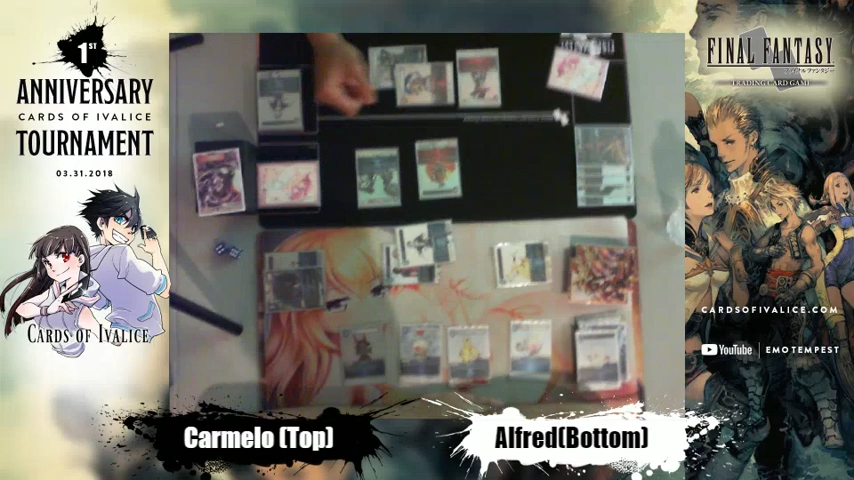 1ST
ANNIVERSARY
CARDS OF IVALICE
TOURNAMENT
03.31.2018
CARDS OF IVALICE
FINAL FANTASY
TRADING CARD GAME
CARDSOFIVALICE.COM
YouTube | EMOTEMPEST
Carmelo (Top)
Alfred(Bottom)